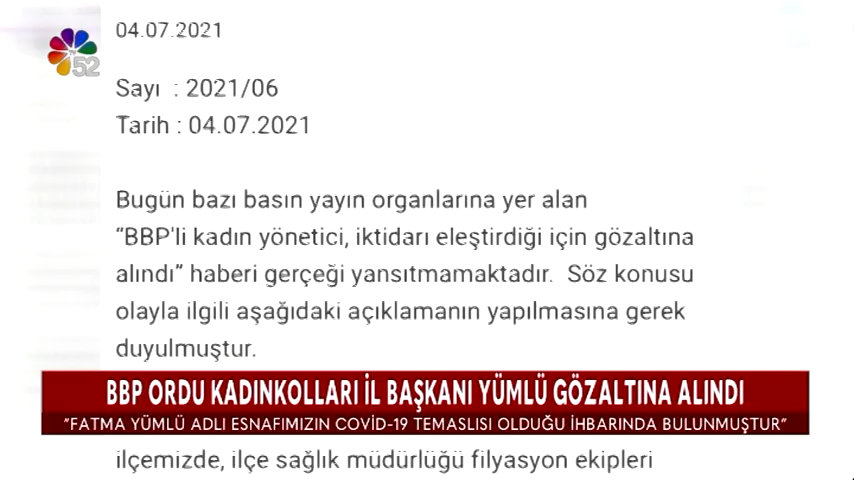 04.07.2021
TV
52
Sayı : 2021/06
Tarih : 04.07.2021
Bugün bazı basın yayın organlarına yer alan
“BBP'li kadın yönetici, iktidarı eleştirdiği için gözaltına
alındı” haberi gerçeği yansıtmamaktadır. Söz konusu
olayla ilgili aşağıdaki açıklamanın yapılmasına gerek
duyulmuştur.
BBP ORDU KADINKOLLARI İL BAŞKANI YÜMLÜ GÖZALTINA ALINDI
"FATMA YÜMLÜ ADLI ESNAFIMIZIN COVİD-19 TEMASLISI OLDUĞU İHBARINDA BULUNMUŞTUR"
ilçemizde, ilçe sağlık müdürlüğü filyasyon ekipleri